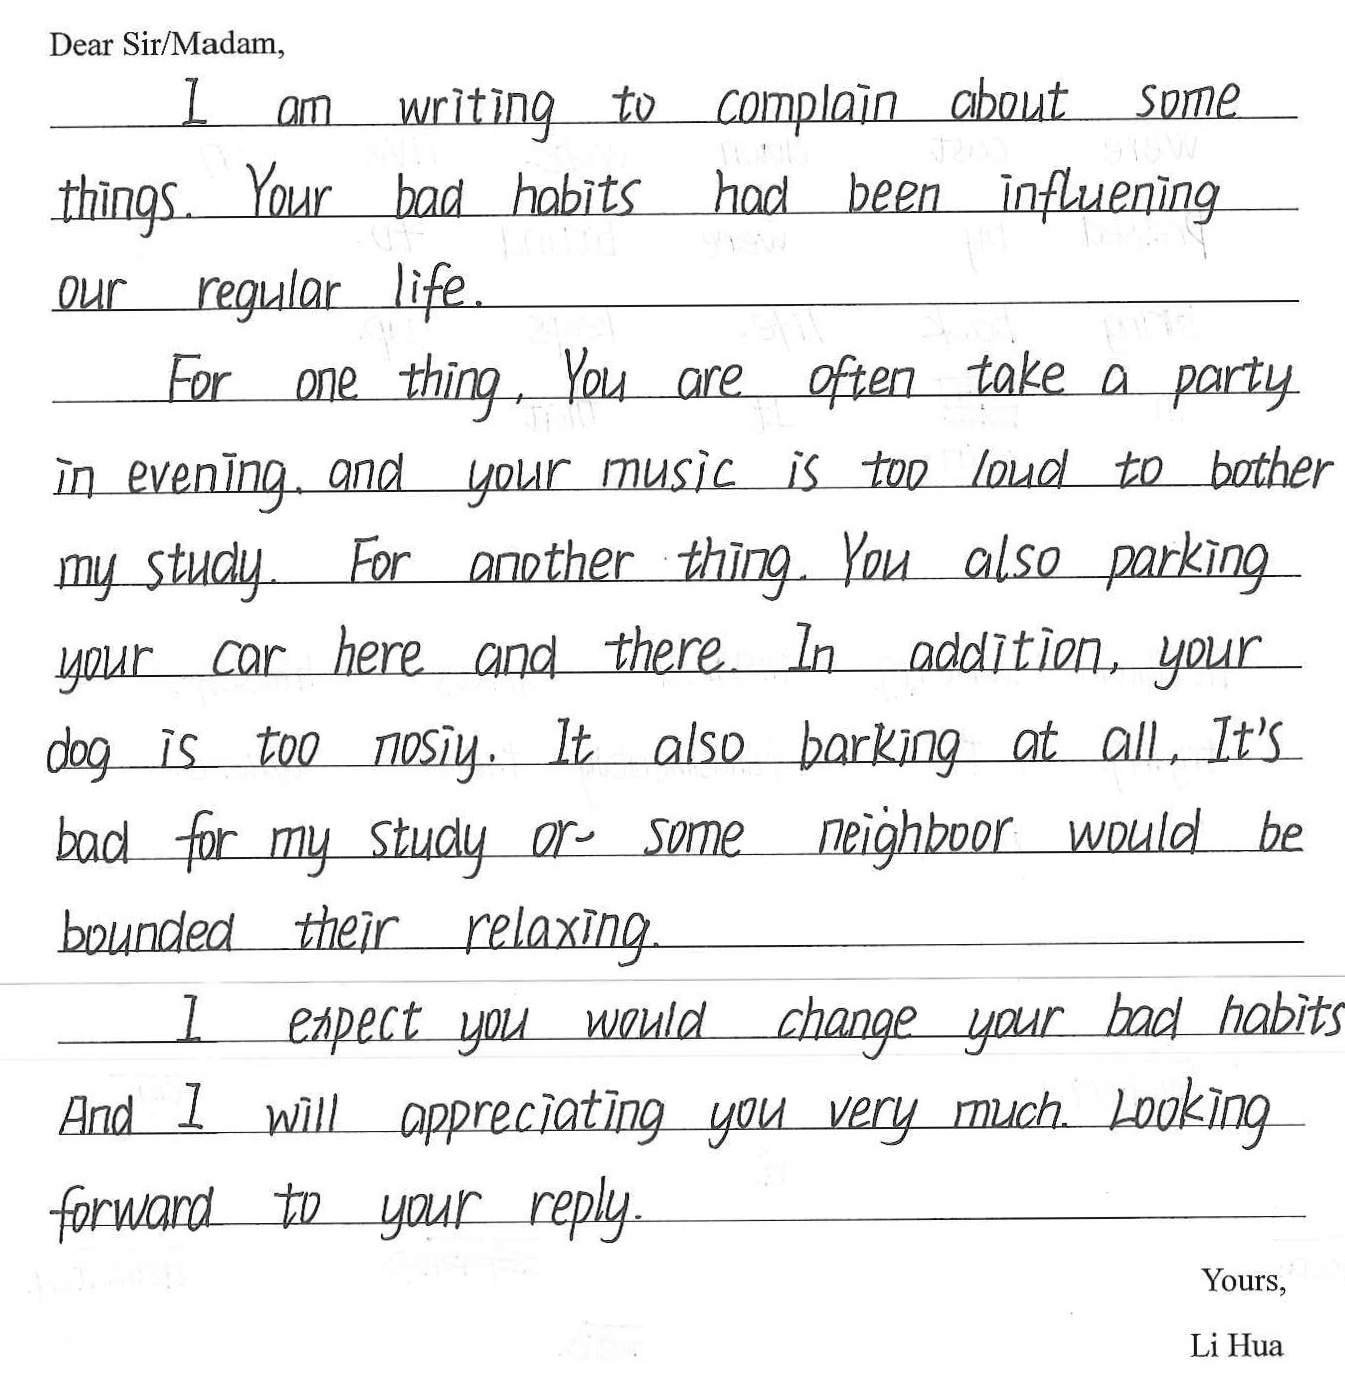 Dear Sir/Madam,
I am writing to complain about some
things. Your bad habits had been influening
our regular life.
For one thing, You are often take a party
in evening, and your music is too loud to bother
my study. For another thing. You also parking
your car here and there. In addition, your
dog is too nosiy. It also barking at all, It's
bad for my study or some neighboor would be
bounded their relaxing.
I expect you would change your bad habits
And I will appreciating you very much. Looking
forward to your reply.
Yours,
Li Hua